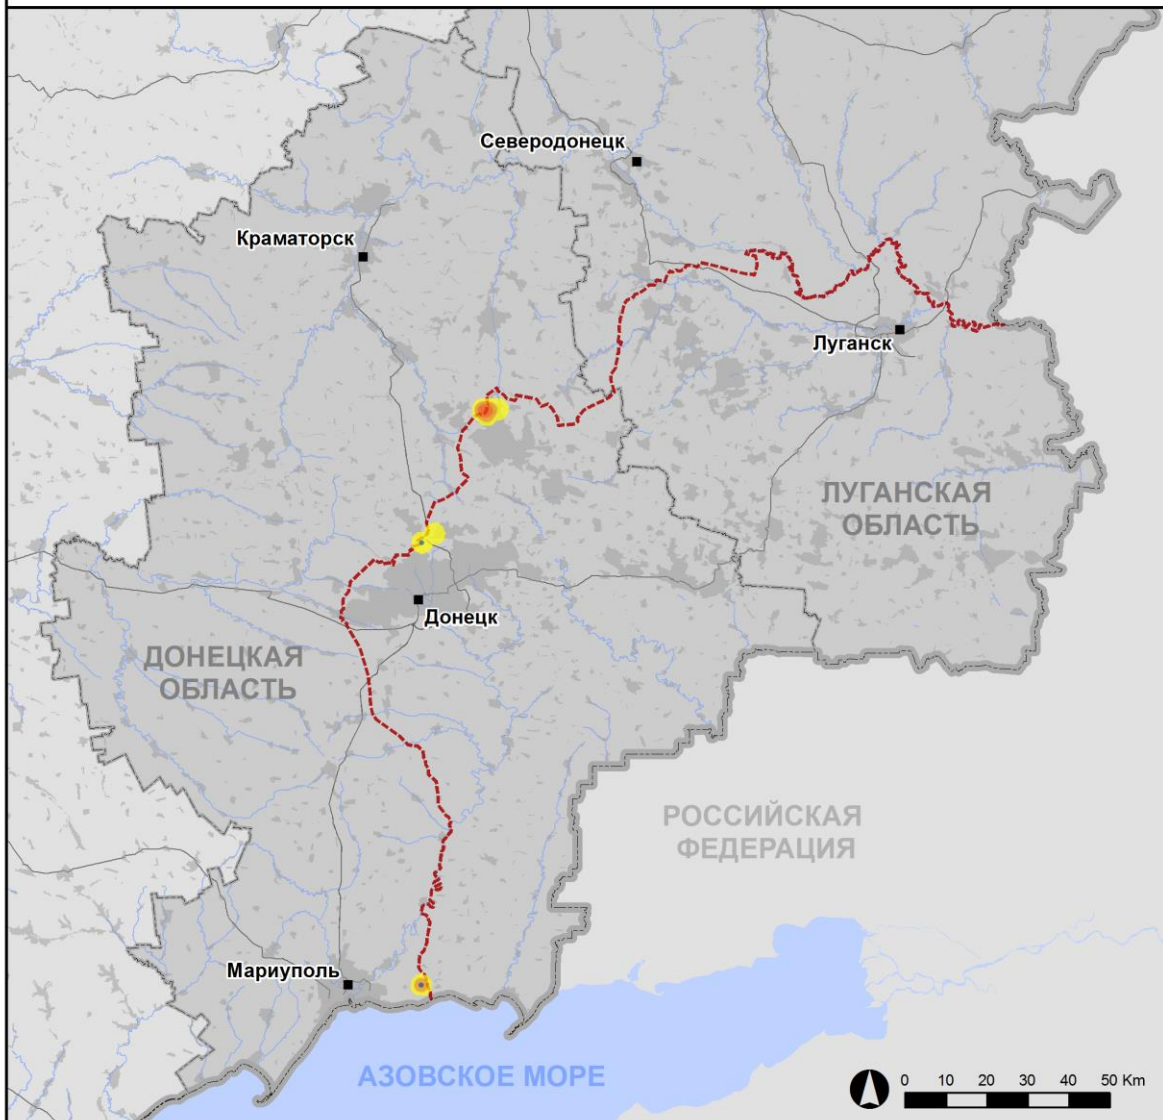 Северодонецк
Краматорск
Луганск
ЛУГАНСКАЯ
ОБЛАСТЬ
Донецк
ДОНЕЦКАЯ
ОБЛАСТЬ
РОССИЙСКАЯ
ФЕДЕРАЦИЯ
Мариуполь
АЗОВСКОЕ МОРЕ
0 10 20 30 40 50 Km